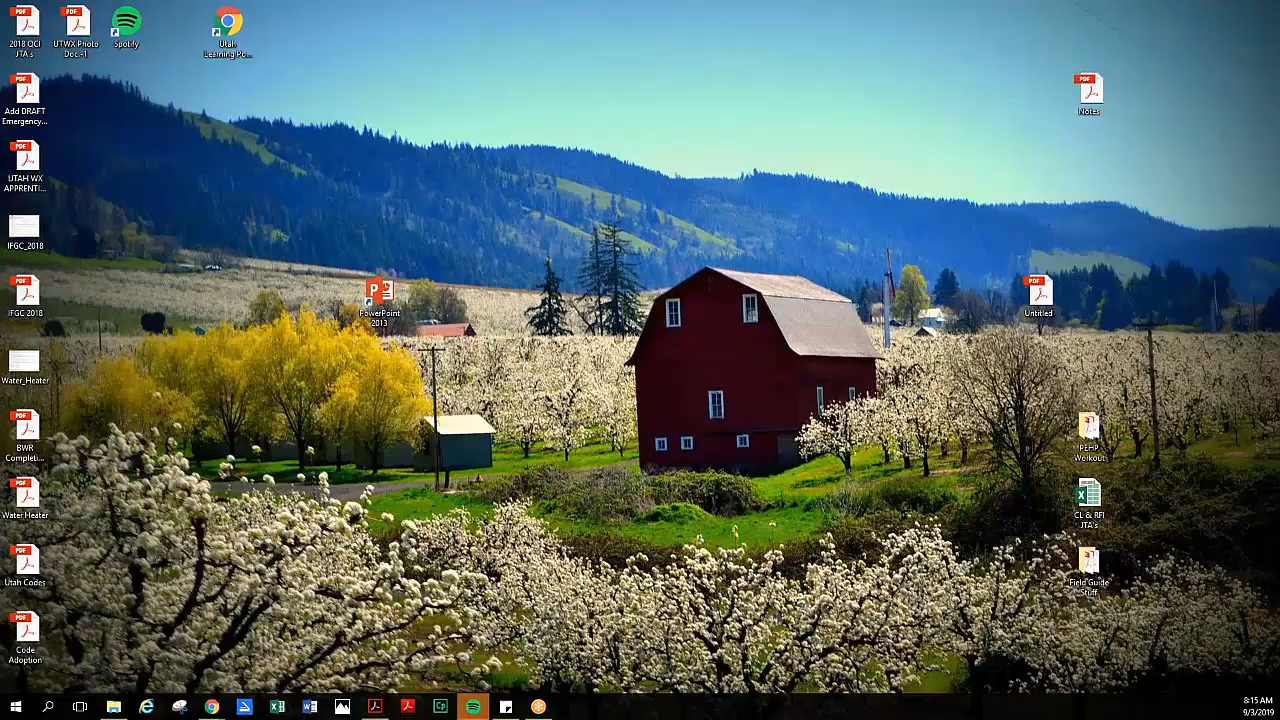 2018 QCI
JTA's
UTWX Photo
Doc.-1
Spotify
Utah
Learning Po...
Add DRAFT
Emergency...
Notes
UTAH WX
APPRENTI...
IFGC_2018
IFGC 2018
PowerPoint
2013
Untitled
Water_Heater
BWR
Completi...
PEHP
Workout
Water Heater
CL & RFI
JTA's
Utah Codes
Field Guide
Stuff
Code
Adoption
8:15 AM
9/3/2019